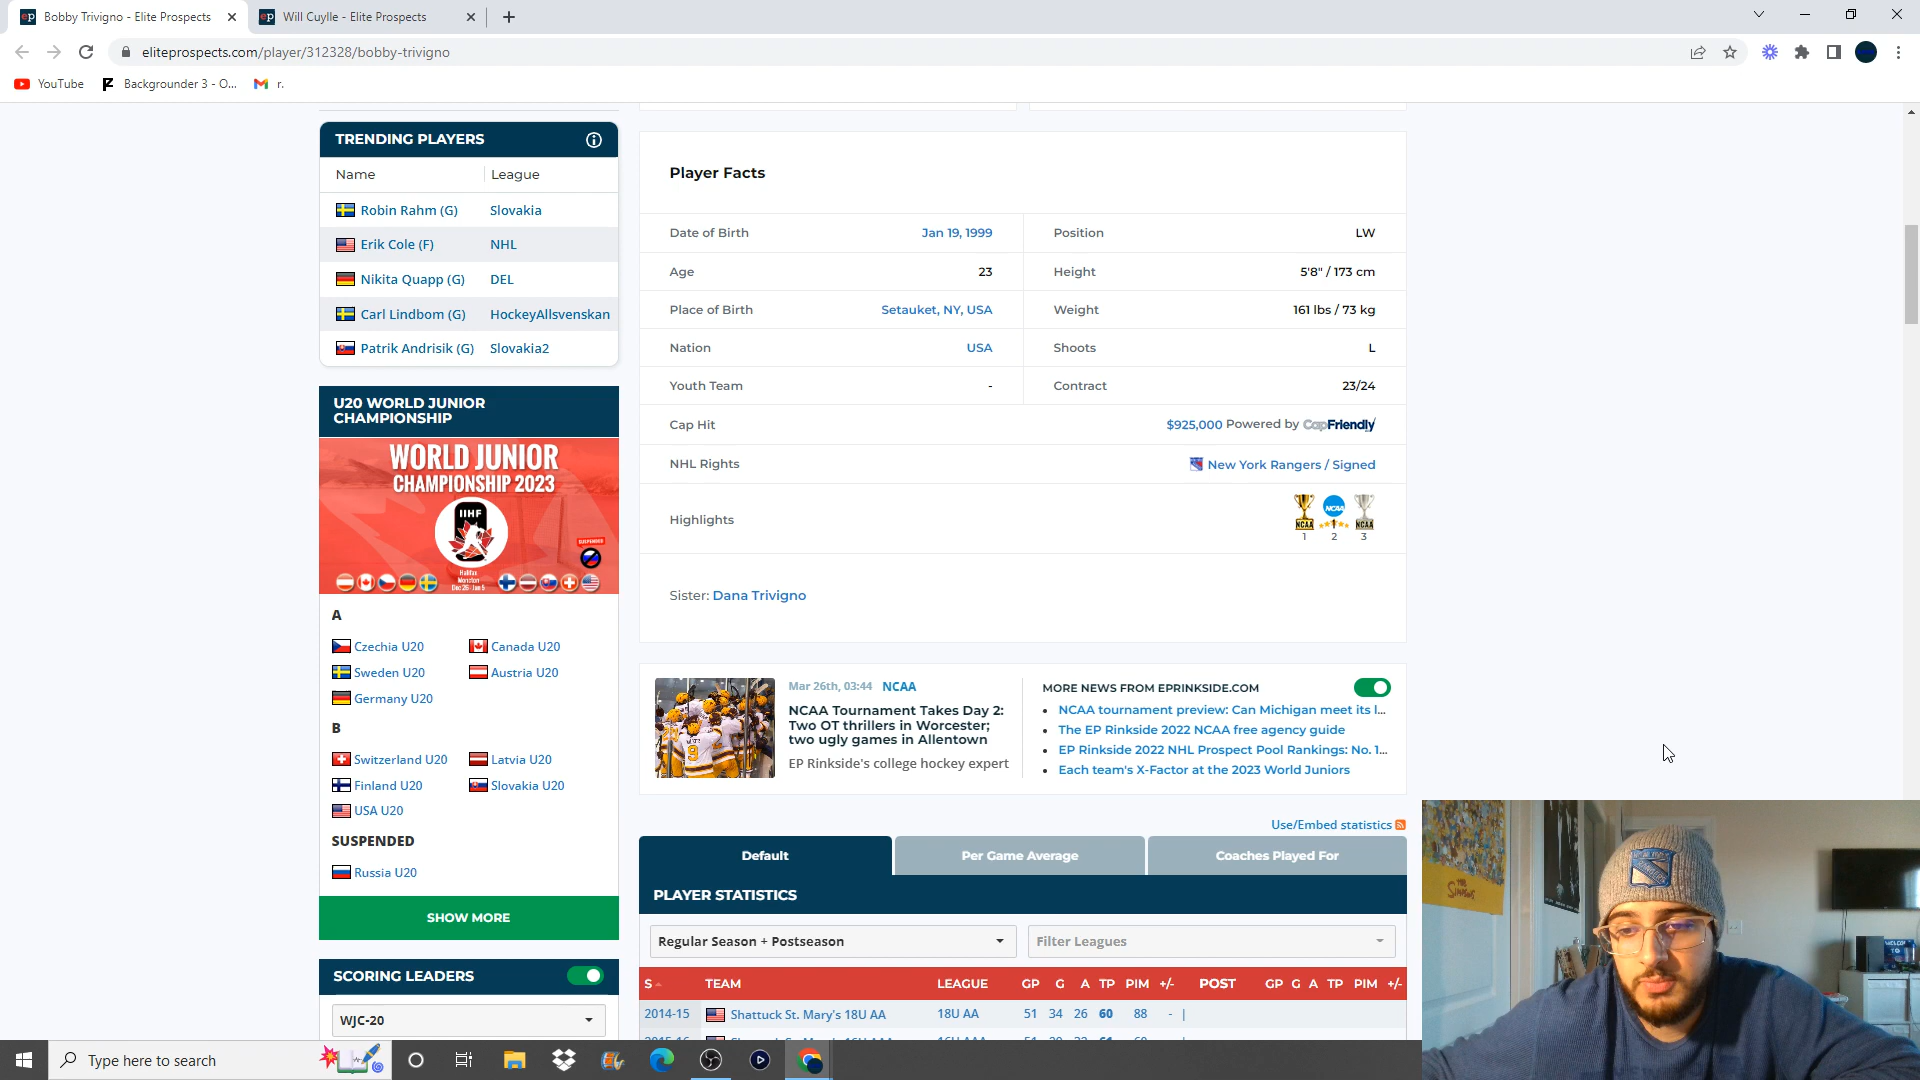 Bobby Trivigno - Elite Prospects
Will Cuylle - Elite Prospects
eliteprospects.com/player/312328/bobby-trivigno
YouTube
Backgrounder 3 - O...
r.
TRENDING PLAYERS
Name League
Robin Rahm (G) Slovakia
Erik Cole (F) NHL
Nikita Quapp (G) DEL
Carl Lindbom (G) HockeyAllsvenskan
Patrik Andrisik (G) Slovakia2
U20 WORLD JUNIOR
CHAMPIONSHIP
WORLD JUNIOR
CHAMPIONSHIP 2023
IIHF
SUSPENDED
Halifax
Moncton
Dec 26 - Jan 5
A
Czechia U20 Canada U20
Sweden U20 Austria U20
Germany U20
B
Switzerland U20 Latvia U20
Finland U20 Slovakia U20
USA U20
SUSPENDED
Russia U20
SHOW MORE
SCORING LEADERS
WJC-20
Player Facts
Date of Birth Jan 19, 1999 Position LW
Age 23 Height 5'8" / 173 cm
Place of Birth Setauket, NY, USA Weight 161 lbs / 73 kg
Nation USA Shoots L
Youth Team - Contract 23/24
Cap Hit $925,000 Powered by CapFriendly
NHL Rights New York Rangers / Signed
Highlights
NCAA NCAA NCAA
1 2 3
Sister: Dana Trivigno
Mar 26th, 03:44 NCAA
NCAA Tournament Takes Day 2:
Two OT thrillers in Worcester;
two ugly games in Allentown
EP Rinkside's college hockey expert
MORE NEWS FROM EPRINKSIDE.COM
NCAA tournament preview: Can Michigan meet its l...
The EP Rinkside 2022 NCAA free agency guide
EP Rinkside 2022 NHL Prospect Pool Rankings: No. 1...
Each team's X-Factor at the 2023 World Juniors
Use/Embed statistics
Default Per Game Average Coaches Played For
PLAYER STATISTICS
Regular Season + Postseason
Filter Leagues
S TEAM LEAGUE GP G A TP PIM +/- POST GP G A TP PIM +/-
2014-15 Shattuck St. Mary's 18U AA 18U AA 51 34 26 60 88 - |
Type here to search